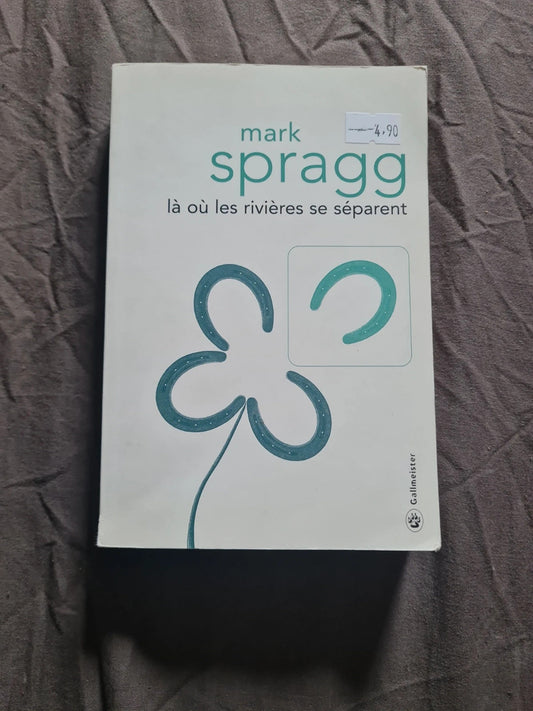 4,90
mark
spragg
là où les rivières se séparent
Gallmeister